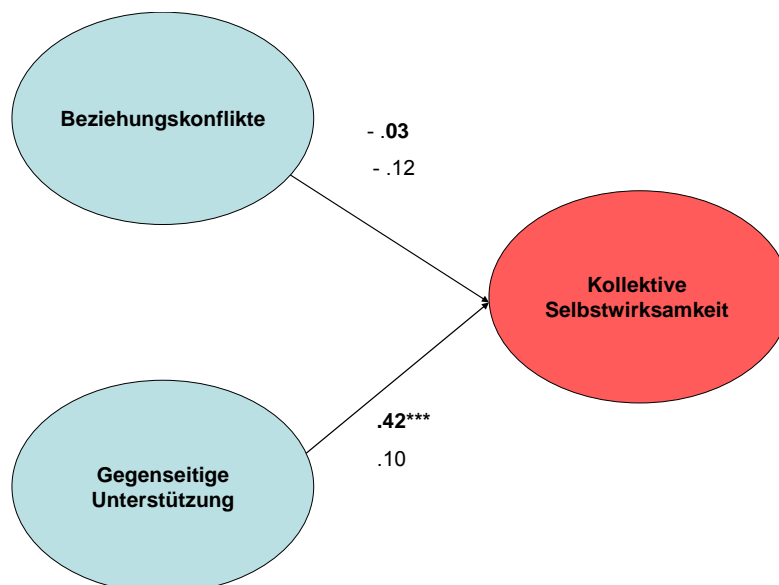 Beziehungskonflikte
- .03
- .12
Kollektive
Selbstwirksamkeit
.42***
.10
Gegenseitige
Unterstützung